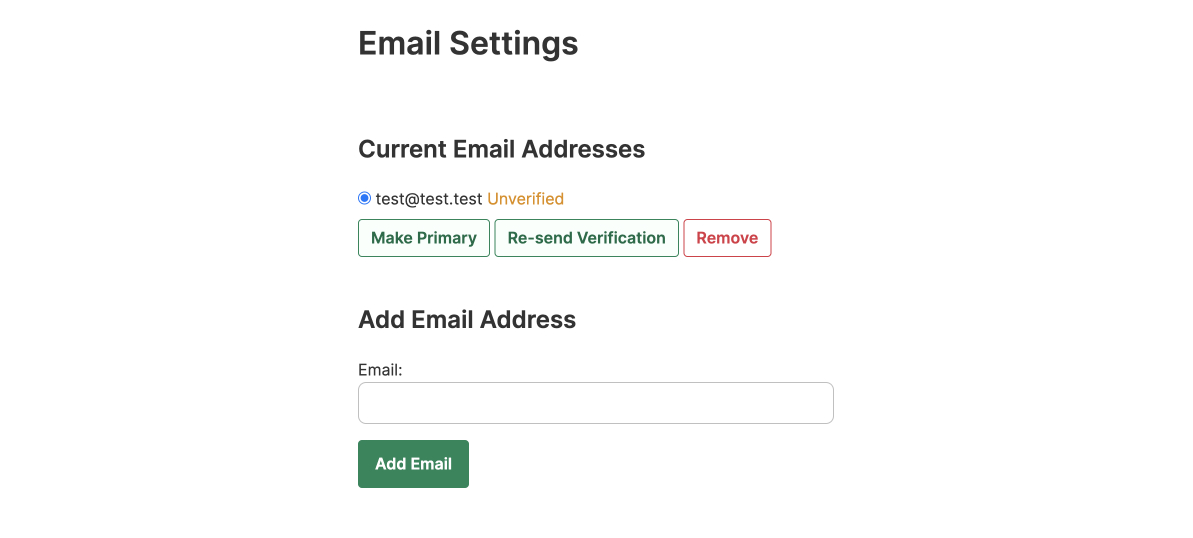 Email Settings
Current Email Addresses
test@test.test Unverified
Make Primary Re-send Verification Remove
Add Email Address
Email:
Add Email